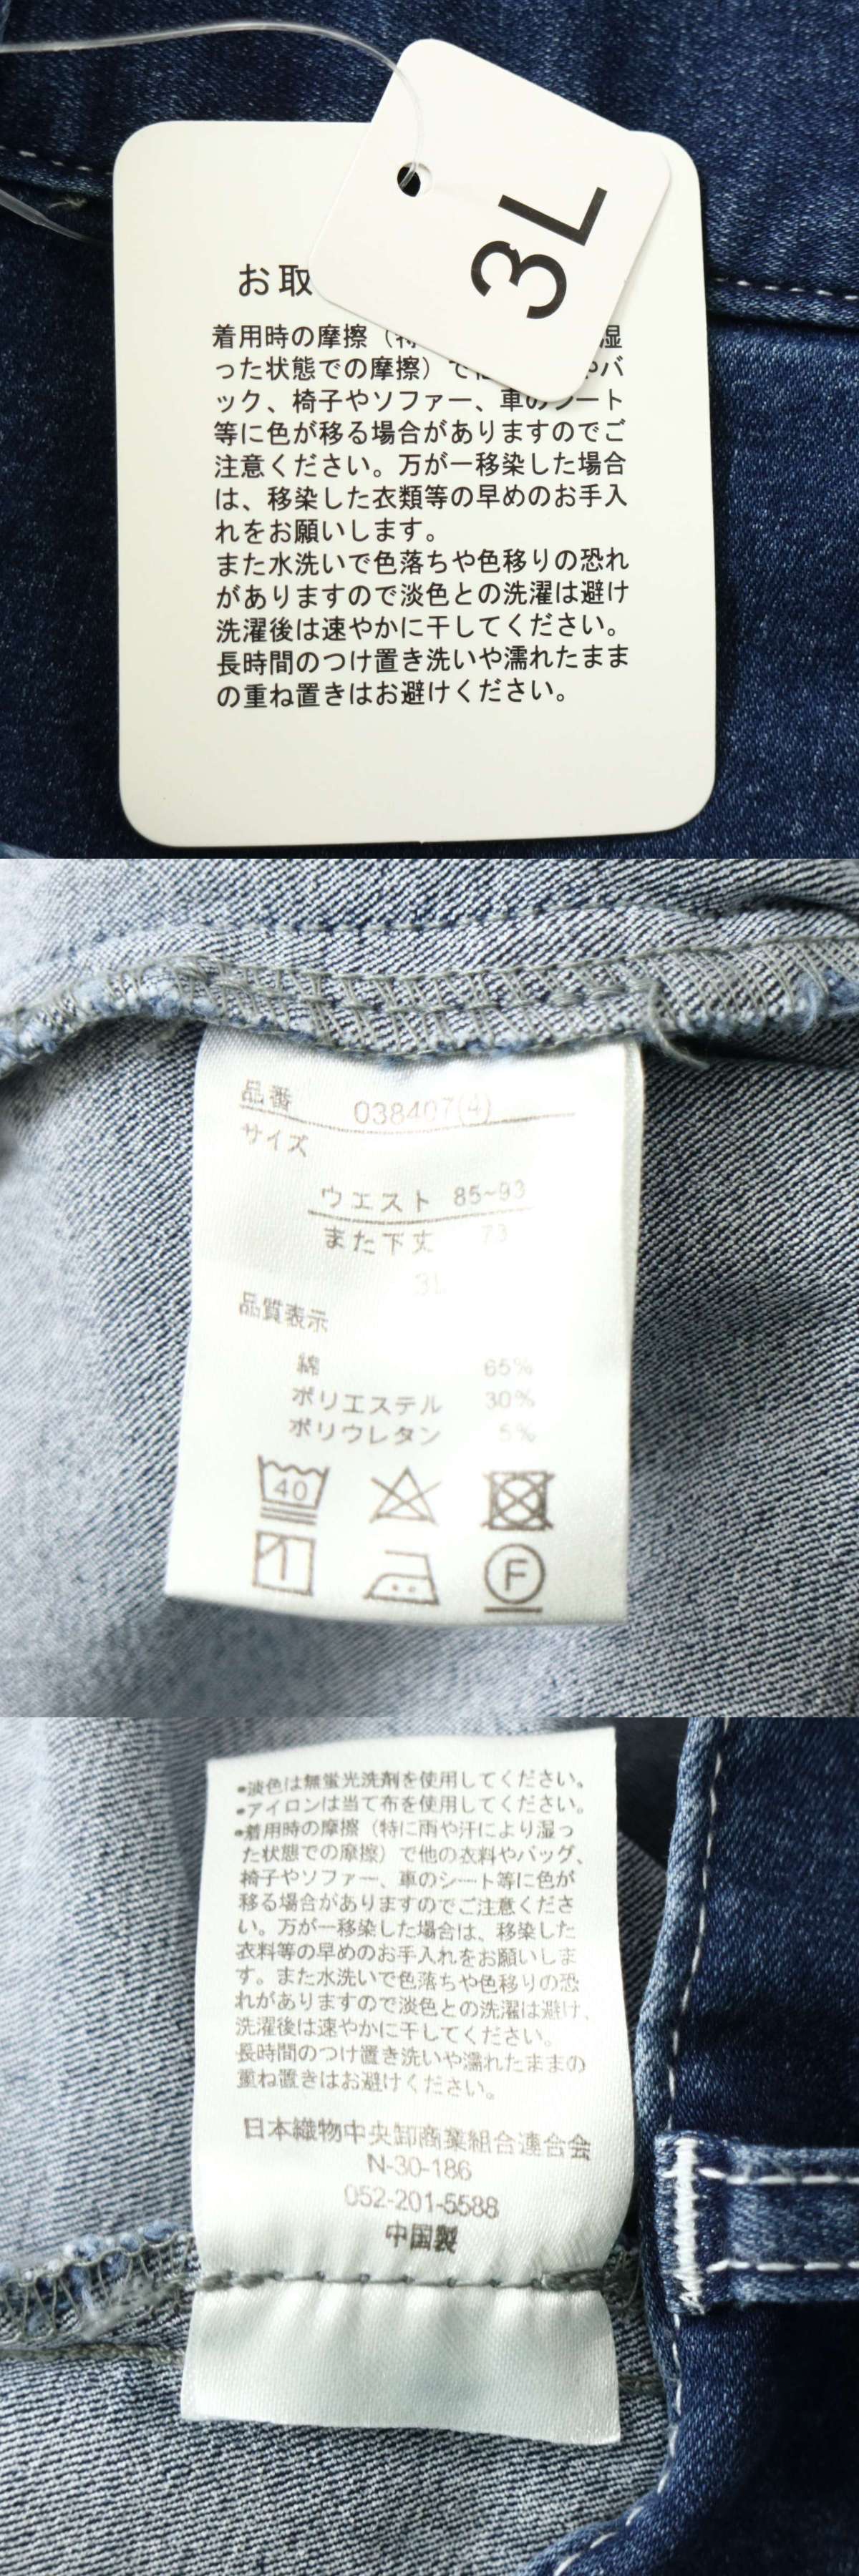 3L
お取
着用時の摩擦（特 湿
った状態での摩擦）で他 やバ
ック、椅子やソファー、車のシート
等に色が移る場合がありますのでご
注意ください。万が一移染した場合
は、移染した衣類等の早めのお手入
れをお願いします。
また水洗いで色落ちや色移りの恐れ
がありますので淡色との洗濯は避け
洗濯後は速やかに干してください。
長時間のつけ置き洗いや濡れたまま
の重ね置きはお避けください。
品番 038407(4)
サイズ
ウエスト 85~93
また下丈 73
3L
品質表示
綿 65%
ポリエステル 30%
ポリウレタン 5%
40
F
•淡色は無蛍光洗剤を使用してください。
•アイロンは当て布を使用してください。
•着用時の摩擦（特に雨や汗により湿っ
た状態での摩擦）で他の衣料やバッグ、
椅子やソファー、車のシート等に色が
移る場合がありますのでご注意くださ
い。万が一移染した場合は、移染した
衣料等の早めのお手入れをお願いしま
す。また水洗いで色落ちや色移りの恐
れがありますので淡色との洗濯は避け、
洗濯後は速やかに干してください。
長時間のつけ置き洗いや濡れたままの
重ね置きはお避けください。
日本織物中央卸商業組合連合会
N-30-186
052-201-5588
中国製